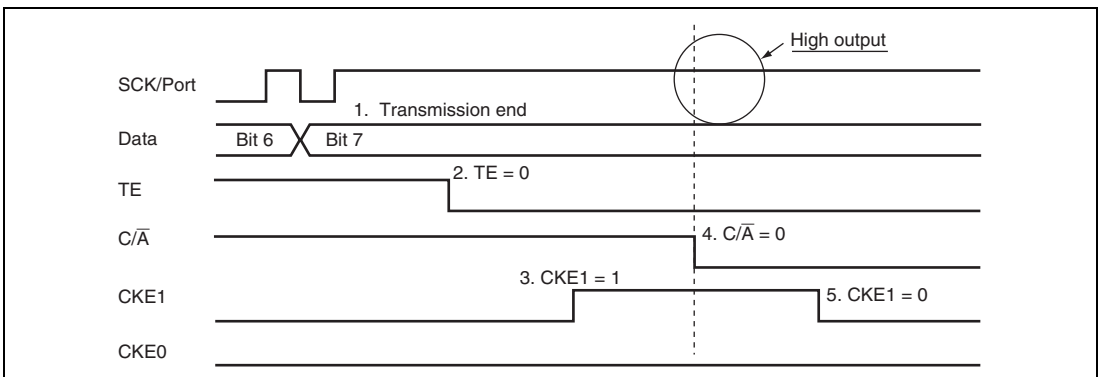 High output
SCK/Port
1. Transmission end
Data
Bit 6
Bit 7
2. TE = 0
TE
C/A̅
4. C/A̅ = 0
3. CKE1 = 1
CKE1
5. CKE1 = 0
CKE0